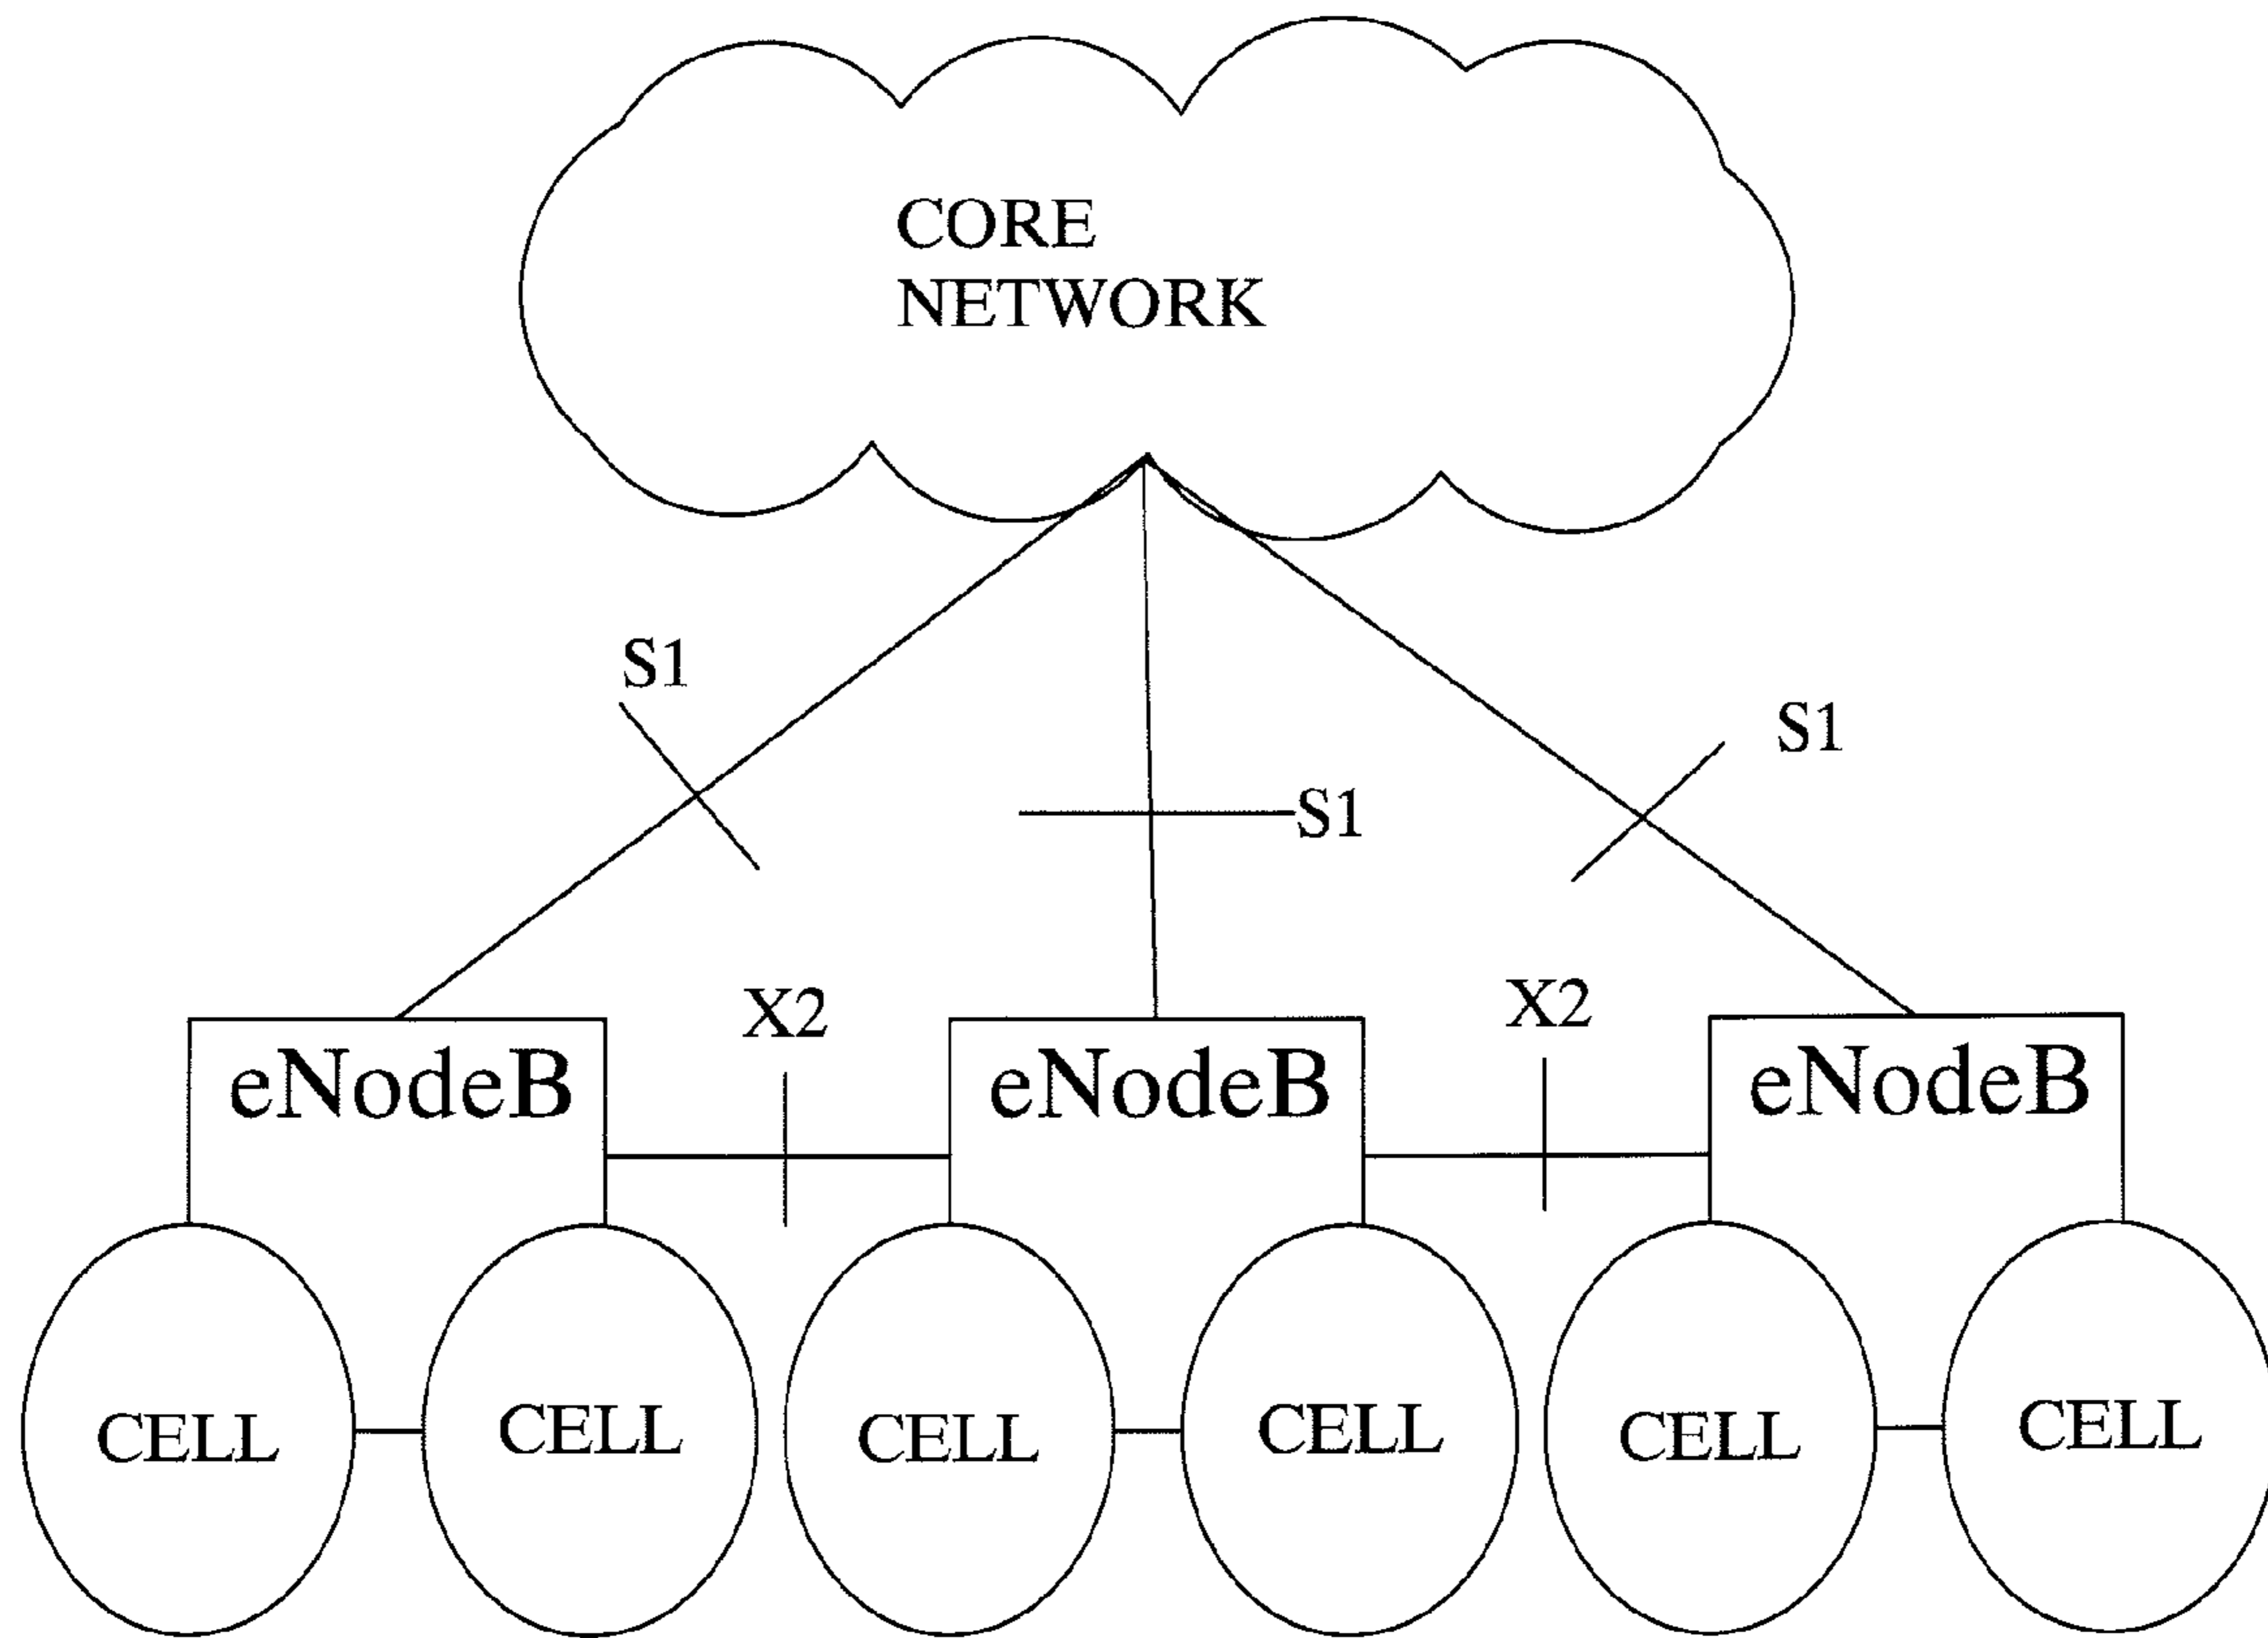 CORE
NETWORK
S1
S1
S1
X2
X2
eNodeB
eNodeB
eNodeB
CELL
CELL
CELL
CELL
CELL
CELL